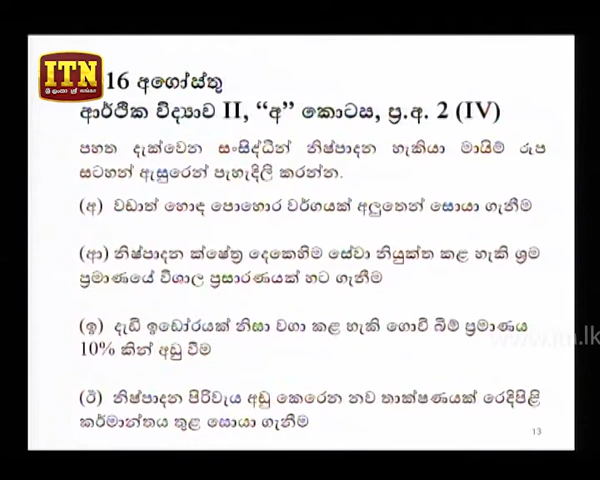 ITN
ශ්‍රී ලංකා ත්‍රී සංඛ්‍යා
16 අගෝස්තු
ආර්ථික විද්‍යාව II, “අ” කොටස, ප්‍ර.අ. 2 (IV)
පහත දැක්වෙන සංසිද්ධීන් නිෂ්පාදන හැකියා මායිම් රූප
සටහන් ඇසුරෙන් පැහැදිලි කරන්න.
(අ) වඩාත් හොඳ පොහොර වර්ගයක් අලුතෙන් සොයා ගැනීම
(ආ) නිෂ්පාදන ක්ෂේත්‍ර දෙකෙහිම සේවා නියුක්ත කළ හැකි ශ්‍රම
ප්‍රමාණයේ විශාල ප්‍රසාරණයක් හට ගැනීම
(ඉ) දැඩි ඉඩෝරයක් නිසා වගා කළ හැකි ගොවි බිම් ප්‍රමාණය
10% කින් අඩු වීම
www.itn.lk
(ඊ) නිෂ්පාදන පිරිවැය අඩු කෙරෙන නව තාක්ෂණයක් රෙදිපිළි
කර්මාන්තය තුළ සොයා ගැනීම
13